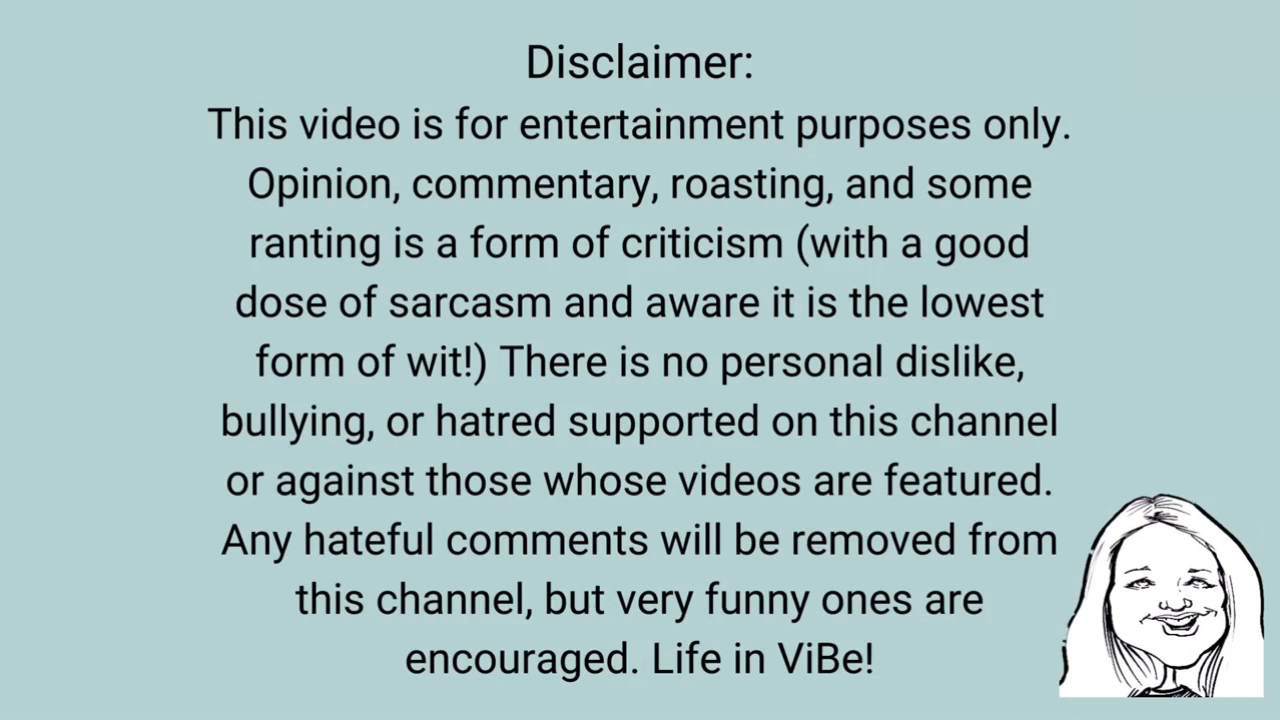 Disclaimer:
This video is for entertainment purposes only.
Opinion, commentary, roasting, and some
ranting is a form of criticism (with a good
dose of sarcasm and aware it is the lowest
form of wit!) There is no personal dislike,
bullying, or hatred supported on this channel
or against those whose videos are featured.
Any hateful comments will be removed from
this channel, but very funny ones are
encouraged. Life in ViBe!